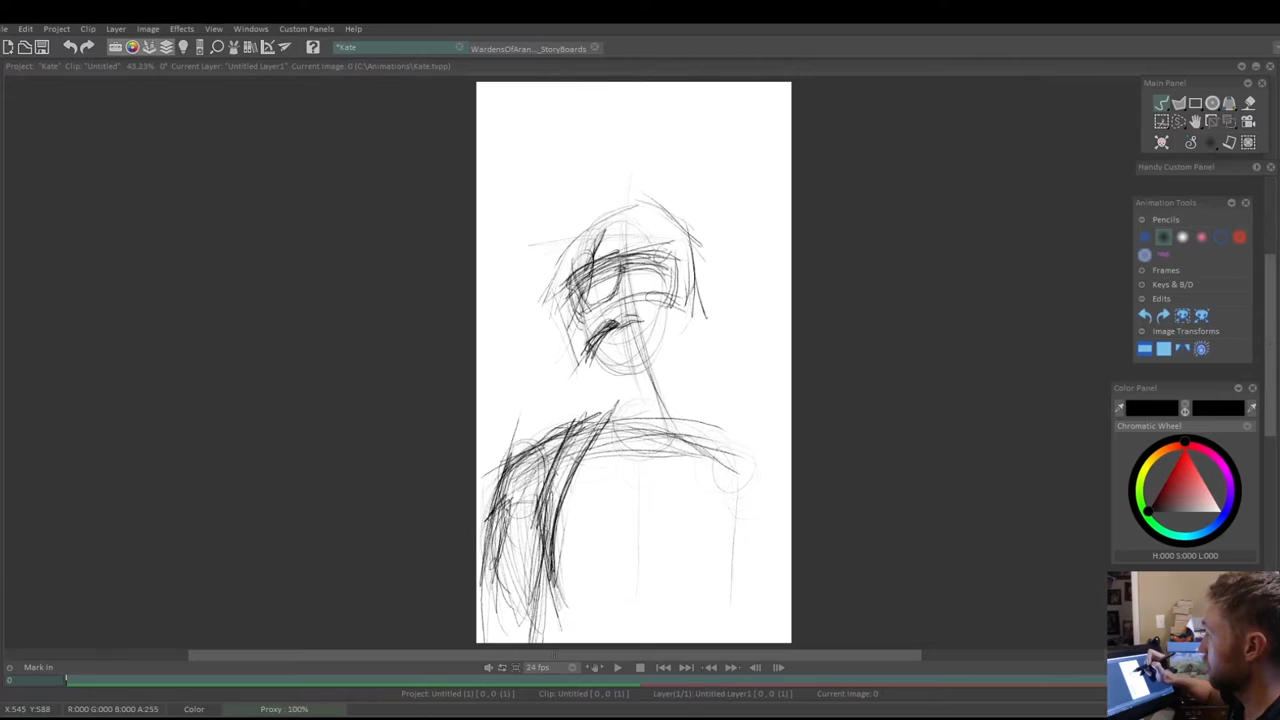 Edit Project Clip Layer Image Effects View Windows Custom Panels Help
*Kate WardensOfAran..._StoryBoards
Project: "Kate" Clip: "Untitled" 43.23% 0° Current Layer: "Untitled Layer1" Current Image: 0 (C:\Animations\Kate.tvpp)
Main Panel
Handy Custom Panel
Animation Tools
Pencils
Frames
Keys & B/D
Edits
Image Transforms
Color Panel
Chromatic Wheel
H:000 S:000 L:000
Mark in 24 fps
0
Project: Untitled (1) [ 0 , 0 (1) ] Clip: Untitled [ 0 , 0 (1) ] Layer(1/1): Untitled Layer1 [ 0 , 0 (1) ] Current Image: 0
X:545 Y:588 R:000 G:000 B:000 A:255 Color Proxy : 100%